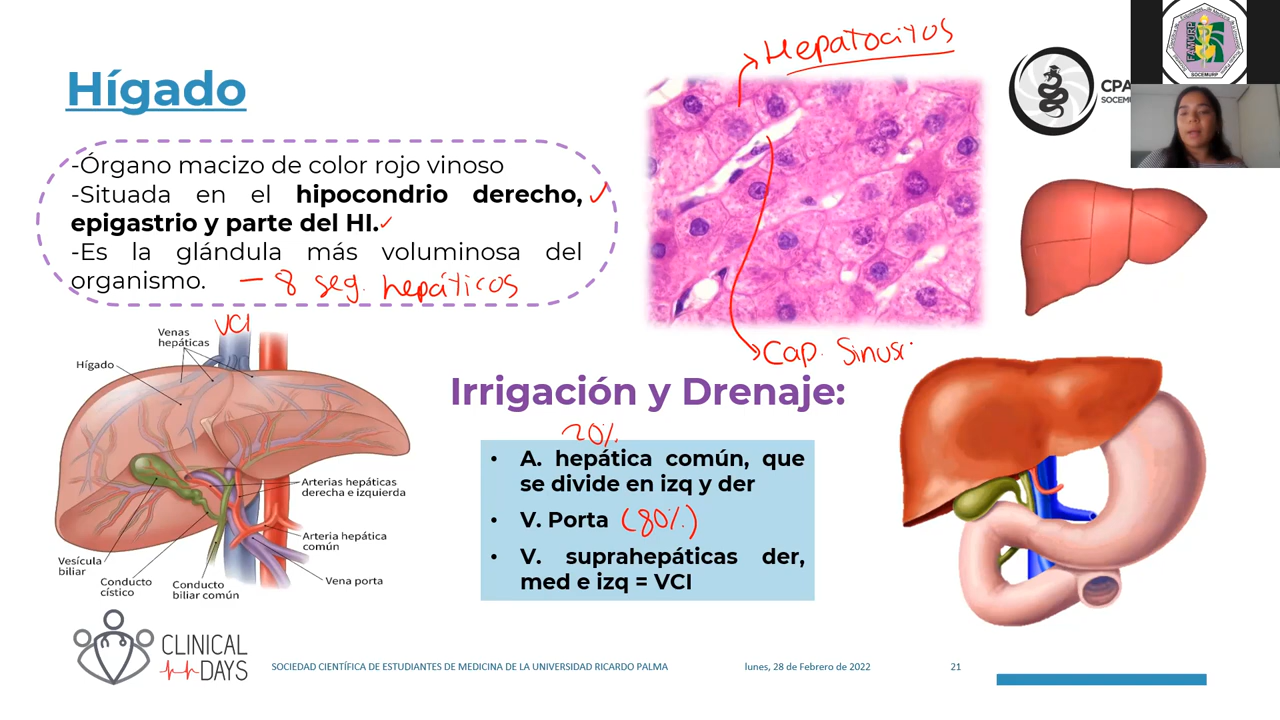 Hígado
-Órgano macizo de color rojo vinoso
-Situada en el hipocondrio derecho,
epigastrio y parte del HI.
-Es la glándula más voluminosa del
organismo. – 8 seg. hepáticos
Hepatocitos
Cap. Sinus
CPA
SOCEMU
FAMURP
SOCEMURP
VCI
Venas
hepáticas
Hígado
Arterias hepáticas
derecha e izquierda
Arteria hepática
común
Vena porta
Vesícula
biliar
Conducto
cístico
Conducto
biliar común
Irrigación y Drenaje:
20%
• A. hepática común, que
se divide en izq y der
• V. Porta (80%)
• V. suprahepáticas der,
med e izq = VCI
CLINICAL
DAYS
SOCIEDAD CIENTÍFICA DE ESTUDIANTES DE MEDICINA DE LA UNIVERSIDAD RICARDO PALMA
lunes, 28 de Febrero de 2022
21